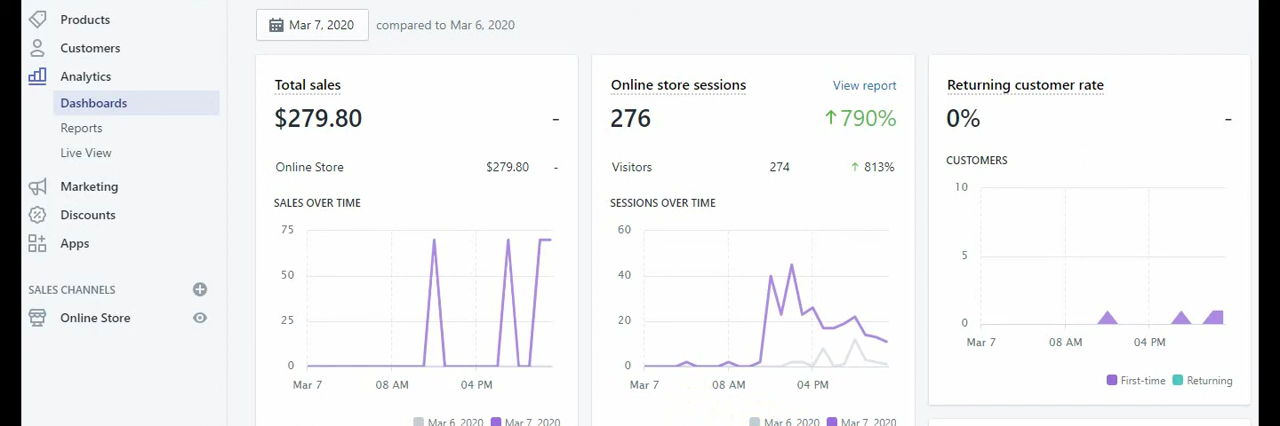 Products
Customers
Analytics
Dashboards
Reports
Live View
Marketing
Discounts
Apps
SALES CHANNELS
Online Store
Mar 7, 2020 compared to Mar 6, 2020
Total sales
$279.80 -
Online Store $279.80 -
SALES OVER TIME
75
50
25
0
Mar 7 08 AM 04 PM
Mar 6, 2020 Mar 7, 2020
Online store sessions View report
276 ↑790%
Visitors 274 ↑ 813%
SESSIONS OVER TIME
60
40
20
0
Mar 7 08 AM 04 PM
Mar 6, 2020 Mar 7, 2020
Returning customer rate
0% -
CUSTOMERS
10
5
0
Mar 7 08 AM 04 PM
First-time Returning